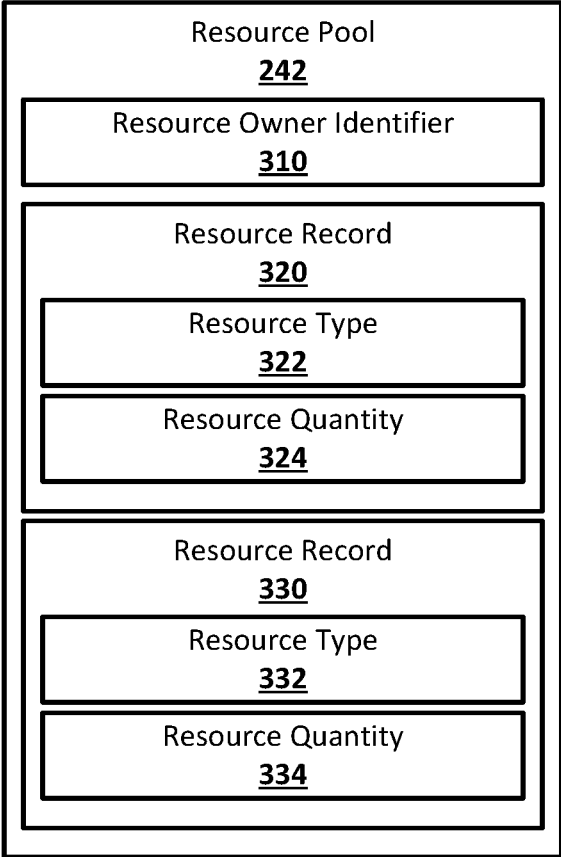 Resource Pool
242
Resource Owner Identifier
310
Resource Record
320
Resource Type
322
Resource Quantity
324
Resource Record
330
Resource Type
332
Resource Quantity
334